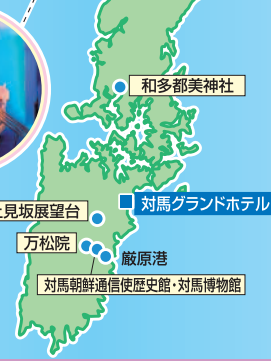 和多都美神社
対馬グランドホテル
見坂展望台
万松院
厳原港
対馬朝鮮通信使歴史館・対馬博物館